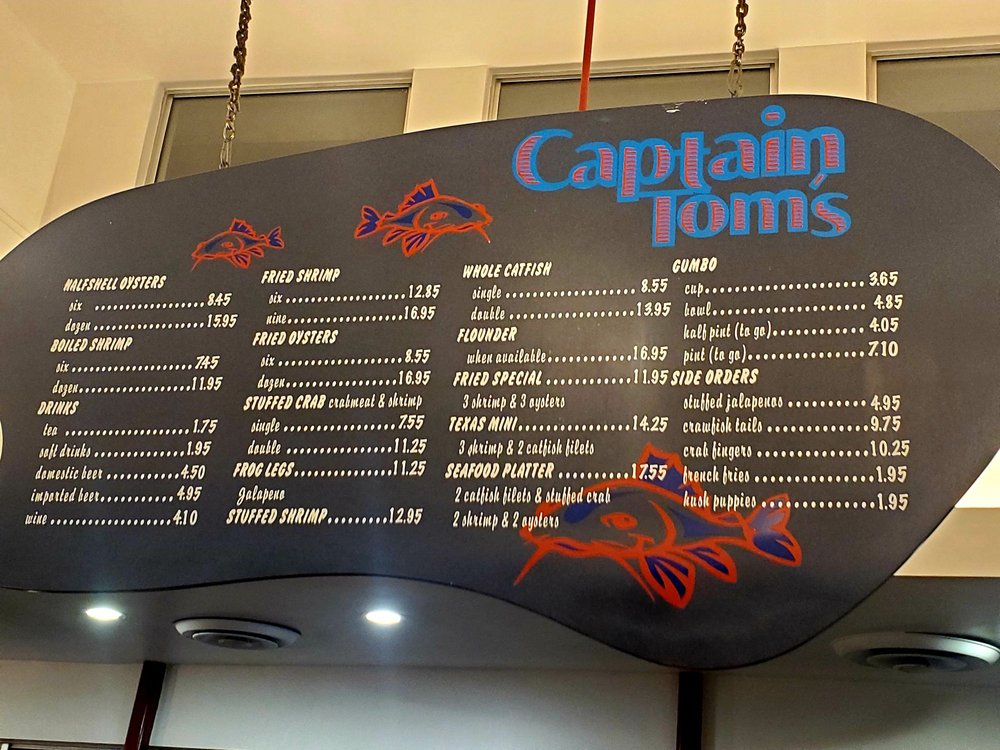 Captain
Tom's
HALFSHELL OYSTERS
six 8.45
dozen 15.95
BOILED SHRIMP
six 7.45
dozen 11.95
DRINKS
tea 1.75
soft drinks 1.95
domestic beer 4.50
imported beer 4.95
wine 4.10
FRIED SHRIMP
six 12.85
nine 16.95
FRIED OYSTERS
six 8.55
dozen 16.95
STUFFED CRAB crabmeat & shrimp
single 7.55
double 11.25
FROG LEGS 11.25
Jalapeno
STUFFED SHRIMP 12.95
WHOLE CATFISH
single 8.55
double 13.95
FLOUNDER
when available 16.95
FRIED SPECIAL 11.95
3 shrimp & 3 oysters
TEXAS MINI 14.25
3 shrimp & 2 catfish filets
SEAFOOD PLATTER 17.55
2 catfish filets & stuffed crab
2 shrimp & 2 oysters
GUMBO
cup 3.65
bowl 4.85
half pint (to go) 4.05
pint (to go) 7.10
SIDE ORDERS
stuffed jalapenos 4.95
crawfish tails 9.75
crab fingers 10.25
french fries 1.95
hush puppies 1.95